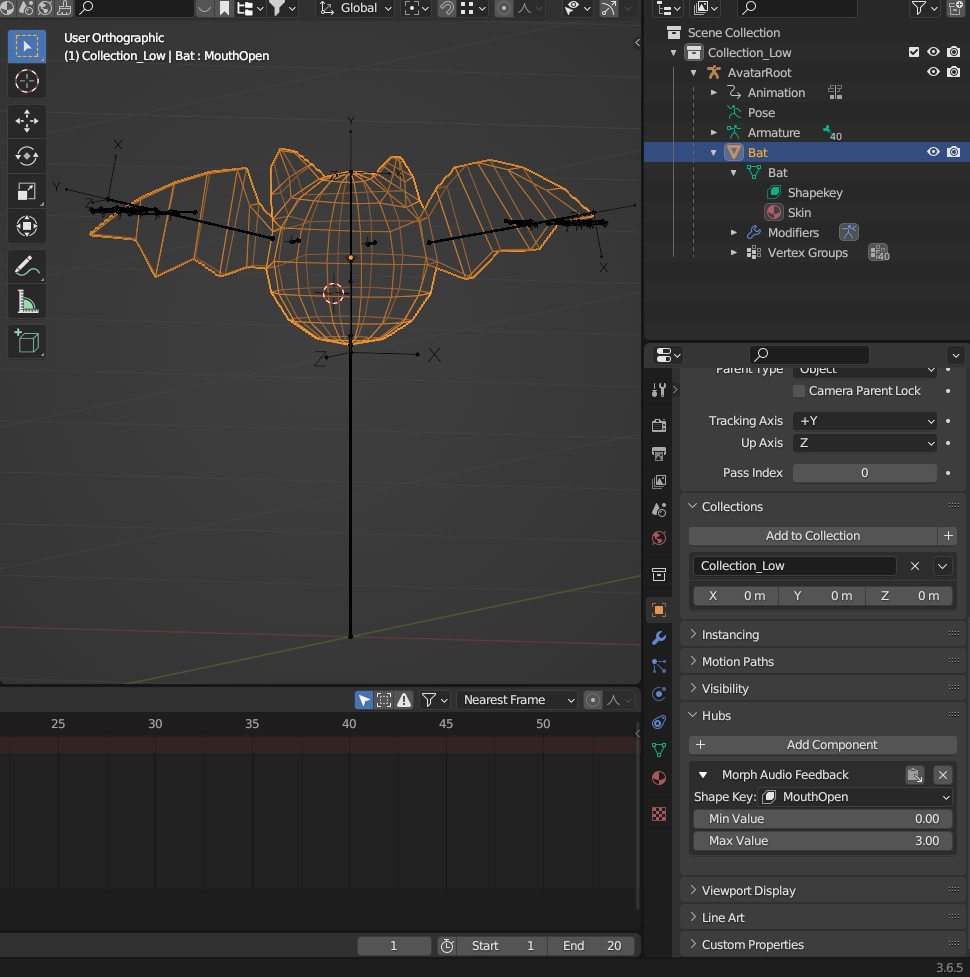 Global
User Orthographic
(1) Collection_Low | Bat : MouthOpen
Y
X
Y
Z
X
Z
X
Scene Collection
Collection_Low
AvatarRoot
Animation
Pose
Armature
40
Bat
Bat
Shapekey
Skin
Modifiers
Vertex Groups
40
Parent Type Object
Camera Parent Lock
Tracking Axis +Y
Up Axis Z
Pass Index 0
Collections
Add to Collection
Collection_Low
X 0 m Y 0 m Z 0 m
Instancing
Motion Paths
Visibility
Hubs
Add Component
Morph Audio Feedback
Shape Key: MouthOpen
Min Value 0.00
Max Value 3.00
Viewport Display
Line Art
Custom Properties
Nearest Frame
25 30 35 40 45 50
1 Start 1 End 20
3.6.5